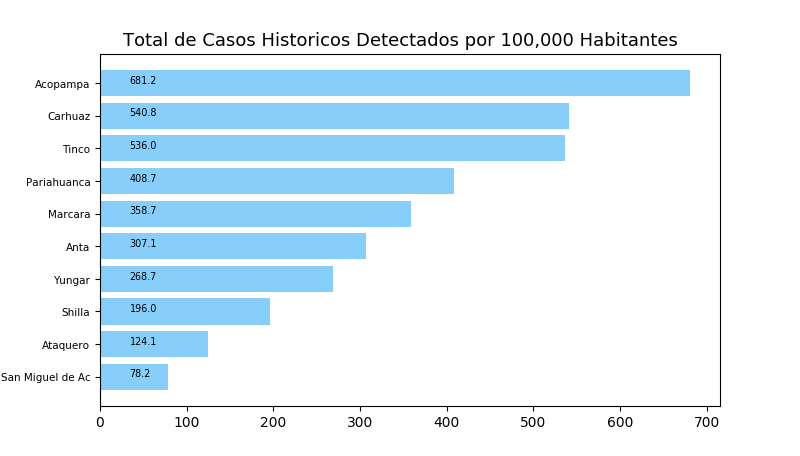 Total de Casos Historicos Detectados por 100,000 Habitantes
Acopampa 681.2
Carhuaz 540.8
Tinco 536.0
Pariahuanca 408.7
Marcara 358.7
Anta 307.1
Yungar 268.7
Shilla 196.0
Ataquero 124.1
San Miguel de Ac 78.2
0 100 200 300 400 500 600 700